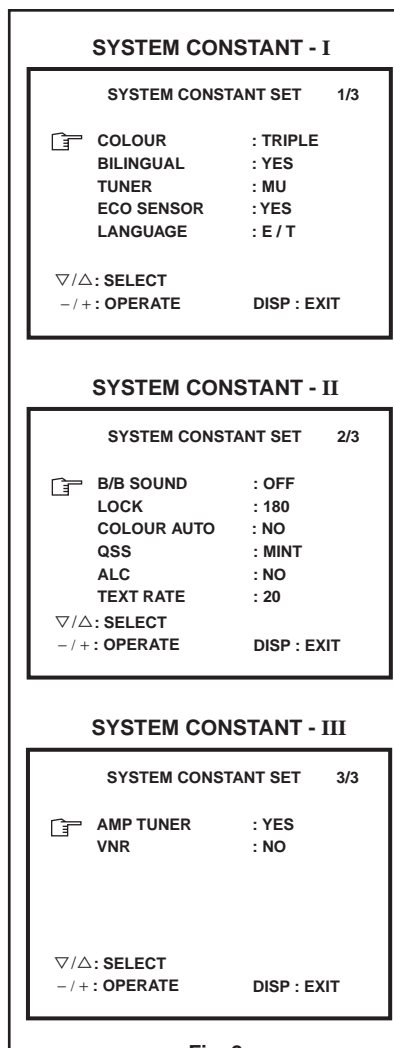 SYSTEM CONSTANT - I
SYSTEM CONSTANT SET 1/3
COLOUR : TRIPLE
BILINGUAL : YES
TUNER : MU
ECO SENSOR : YES
LANGUAGE : E / T
▽/△: SELECT
– / + : OPERATE DISP : EXIT
SYSTEM CONSTANT - II
SYSTEM CONSTANT SET 2/3
B/B SOUND : OFF
LOCK : 180
COLOUR AUTO : NO
QSS : MINT
ALC : NO
TEXT RATE : 20
▽/△: SELECT
– / + : OPERATE DISP : EXIT
SYSTEM CONSTANT - III
SYSTEM CONSTANT SET 3/3
AMP TUNER : YES
VNR : NO
▽/△: SELECT
– / + : OPERATE DISP : EXIT